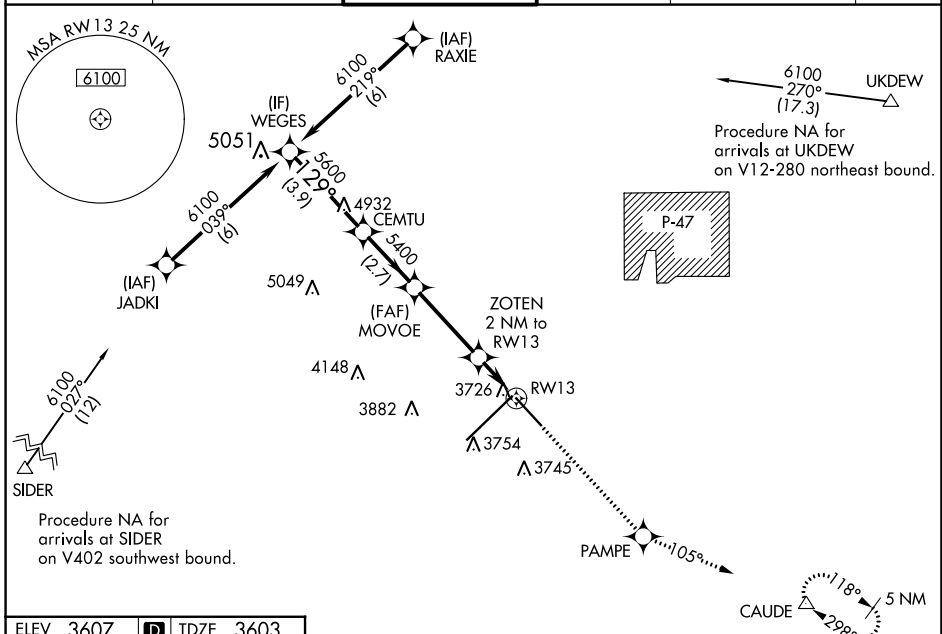 MSA RW 13 25 NM
6100
(IAF)
RAXIE
6100
219°
(6)
(IF)
WEGES
5051
6100
270°
(17.3)
UKDEW
Procedure NA for
arrivals at UKDEW
on V12-280 northeast bound.
5600
129°
(3.9)
4932
CEMTU
6100
039°
(6)
(IAF)
JADKI
5400
(2.7)
5049
(FAF)
MOVOE
P-47
ZOTEN
2 NM to
RW13
4148
3726
RW13
3882
3754
3745
6100
027°
(12)
SIDER
Procedure NA for
arrivals at SIDER
on V402 southwest bound.
PAMPE
105°
CAUDE
118°
5 NM
298°
ELEV 3607 D TDZE 3603